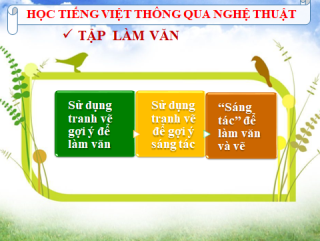 HỌC TIẾNG VIỆT THÔNG QUA NGHỆ THUẬT
✓ TẬP LÀM VĂN
Sử dụng
tranh vẽ
gợi ý để
làm văn
Sử dụng
tranh vẽ
để gợi ý
sáng tác
“Sáng
tác” để
làm văn
và vẽ